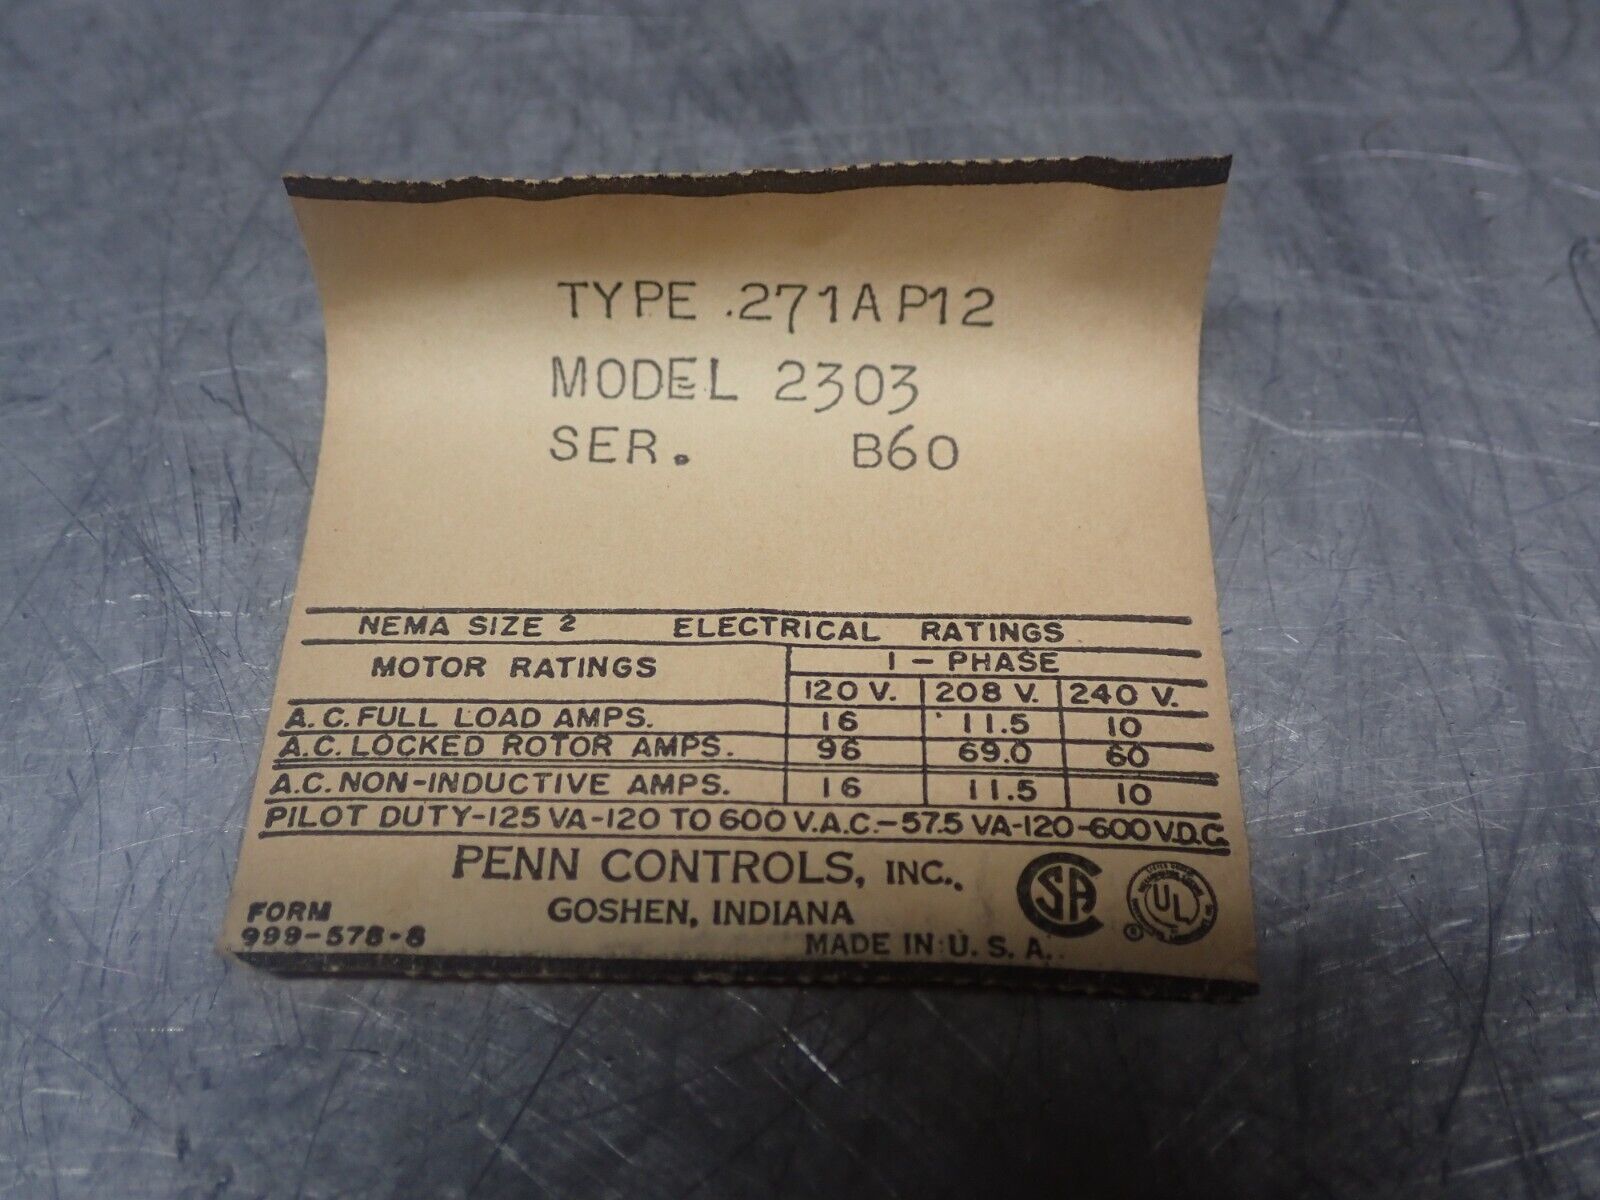 TYPE .271AP12
MODEL 2303
SER. B60
NEMA SIZE 2 ELECTRICAL RATINGS
MOTOR RATINGS 1 - PHASE
120 V. 208 V. 240 V.
A.C. FULL LOAD AMPS. 16 11.5 10
A.C. LOCKED ROTOR AMPS. 96 69.0 60
A.C. NON-INDUCTIVE AMPS. 16 11.5 10
PILOT DUTY-125 VA-120 TO 600 V.A.C.-57.5 VA-120-600 V.D.C.
PENN CONTROLS, INC.
GOSHEN, INDIANA
MADE IN U. S. A.
FORM
999-578-8
CSA
UL